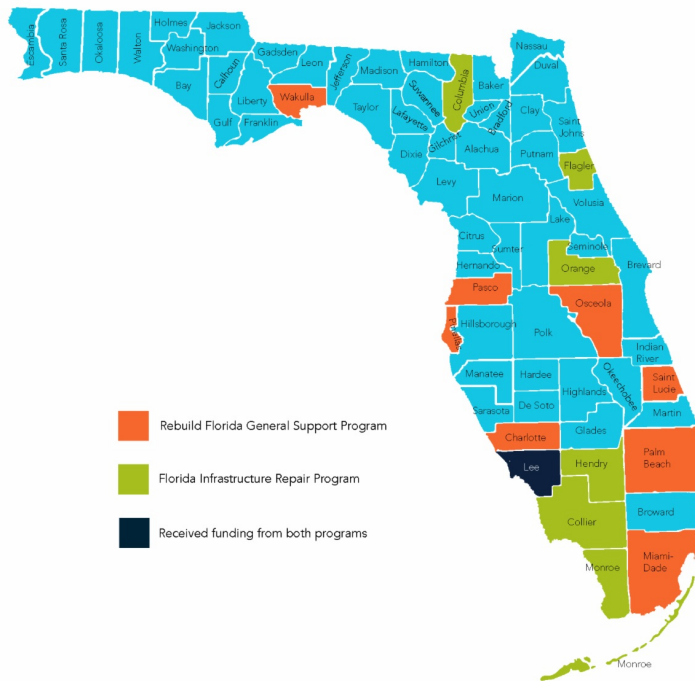 Holmes
Jackson
Escambia
Santa Rosa
Okaloosa
Walton
Washington
Bay
Calhoun
Gulf
Liberty
Franklin
Gadsden
Leon
Wakulla
Jefferson
Madison
Taylor
Hamilton
Suwannee
Lafayetta
Dixie
Columbia
Gilchrist
Baker
Union
Bradford
Alachua
Levy
Nassau
Duval
Clay
Saint
Johns
Putnam
Flagler
Marion
Volusia
Lake
Citrus
Sumter
Hernando
Seminole
Orange
Brevard
Pasco
Osceola
Pinellas
Hillsborough
Polk
Indian
River
Manatee
Hardee
Highlands
Okeechobee
Saint
Lucie
Sarasota
De Soto
Martin
Charlotte
Glades
Lee
Hendry
Palm
Beach
Broward
Collier
Monroe
Miami-
Dade
Monroe
Rebuild Florida General Support Program
Florida Infrastructure Repair Program
Received funding from both programs